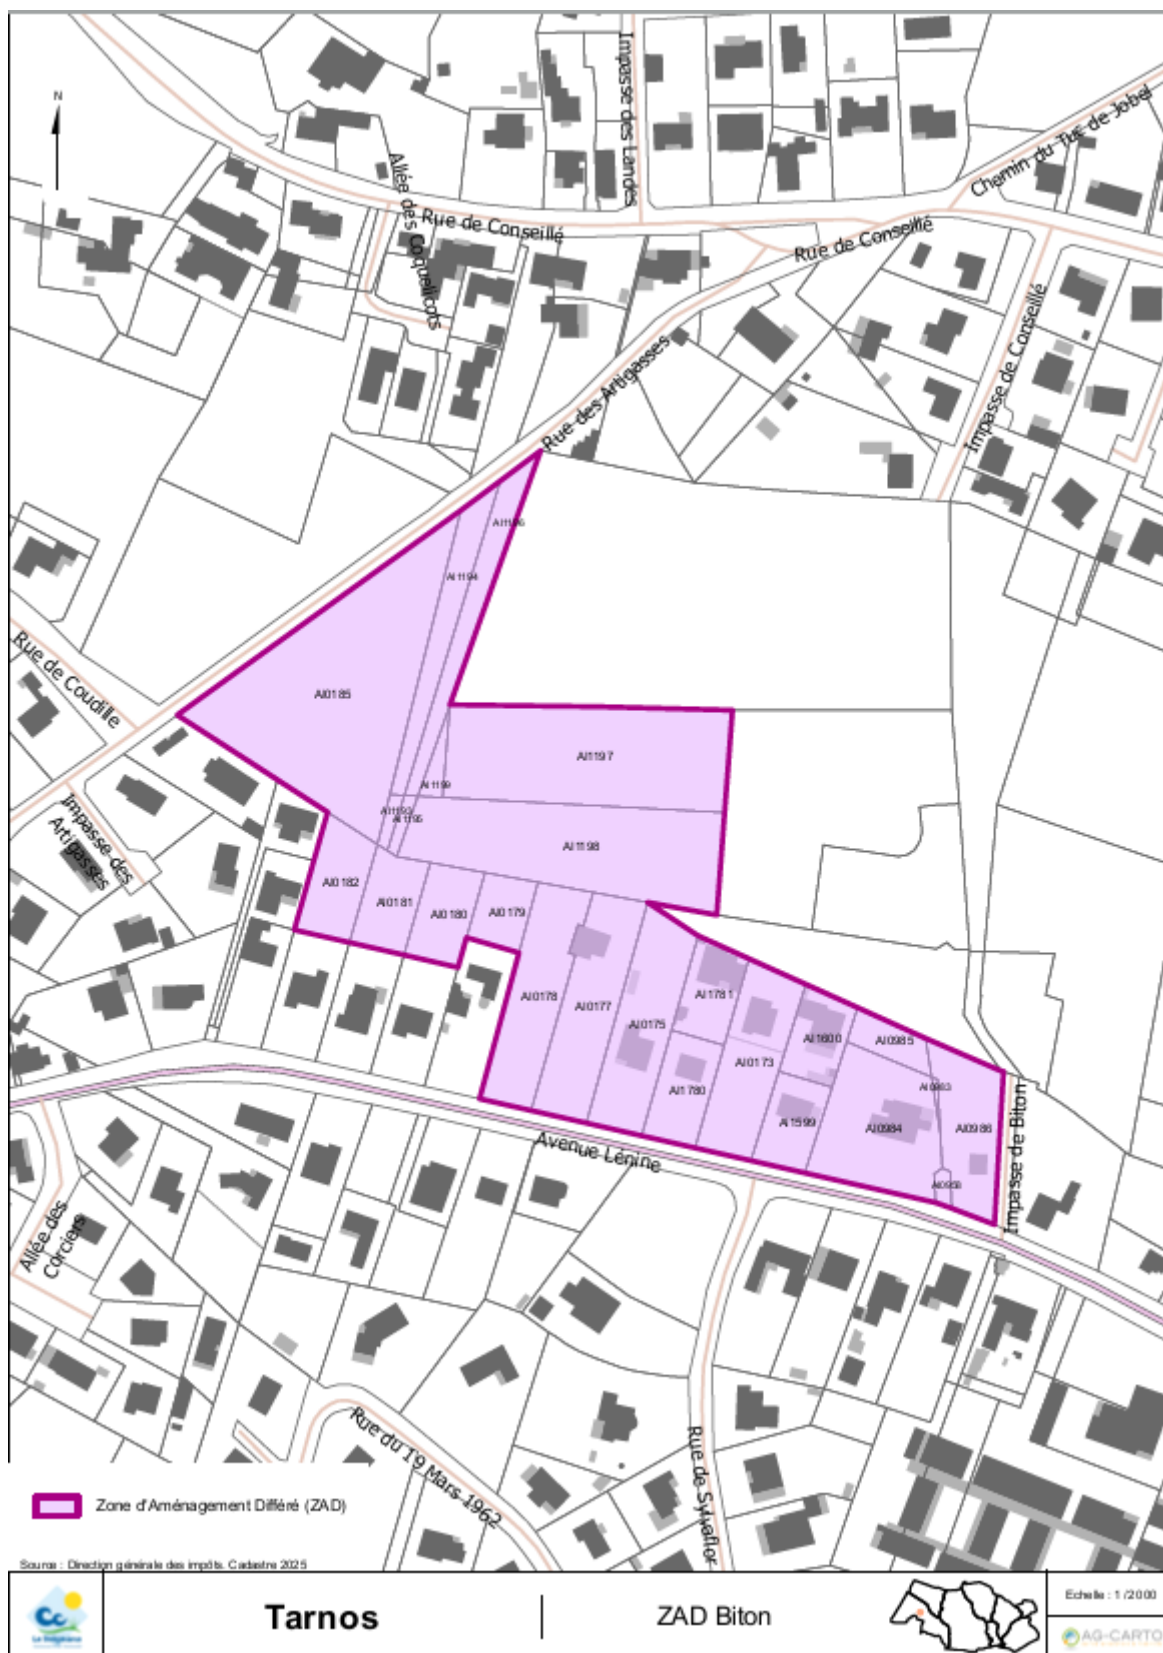 N
Impasse des Landes
Chemin du Tuc de Jobel
Allée des Coquelicots
Rue de Conseillé
Rue de Conseillé
Impasse de Conseillé
Rue des Artigasses
AI1194
Rue de Coudille
AI0185
AI1197
AI1199
AI1193
AI1195
Impasse des
Artigasses
AI1198
AI0182
AI0181
AI0180
AI0179
AI0178
AI0177
AI0175
AI1781
AI1600
AI0985
AI0173
AI1780
AI0983
AI1599
AI0984
AI0986
Impasse de Biton
Avenue Lénine
Allée des
Corciers
Rue du 19 Mars 1962
Rue de Sylvaflor
Zone d'Aménagement Différé (ZAD)
Source : Direction générale des impôts. Cadastre 2025
Tarnos
ZAD Biton
Echelle : 1/2000
AG-CARTO